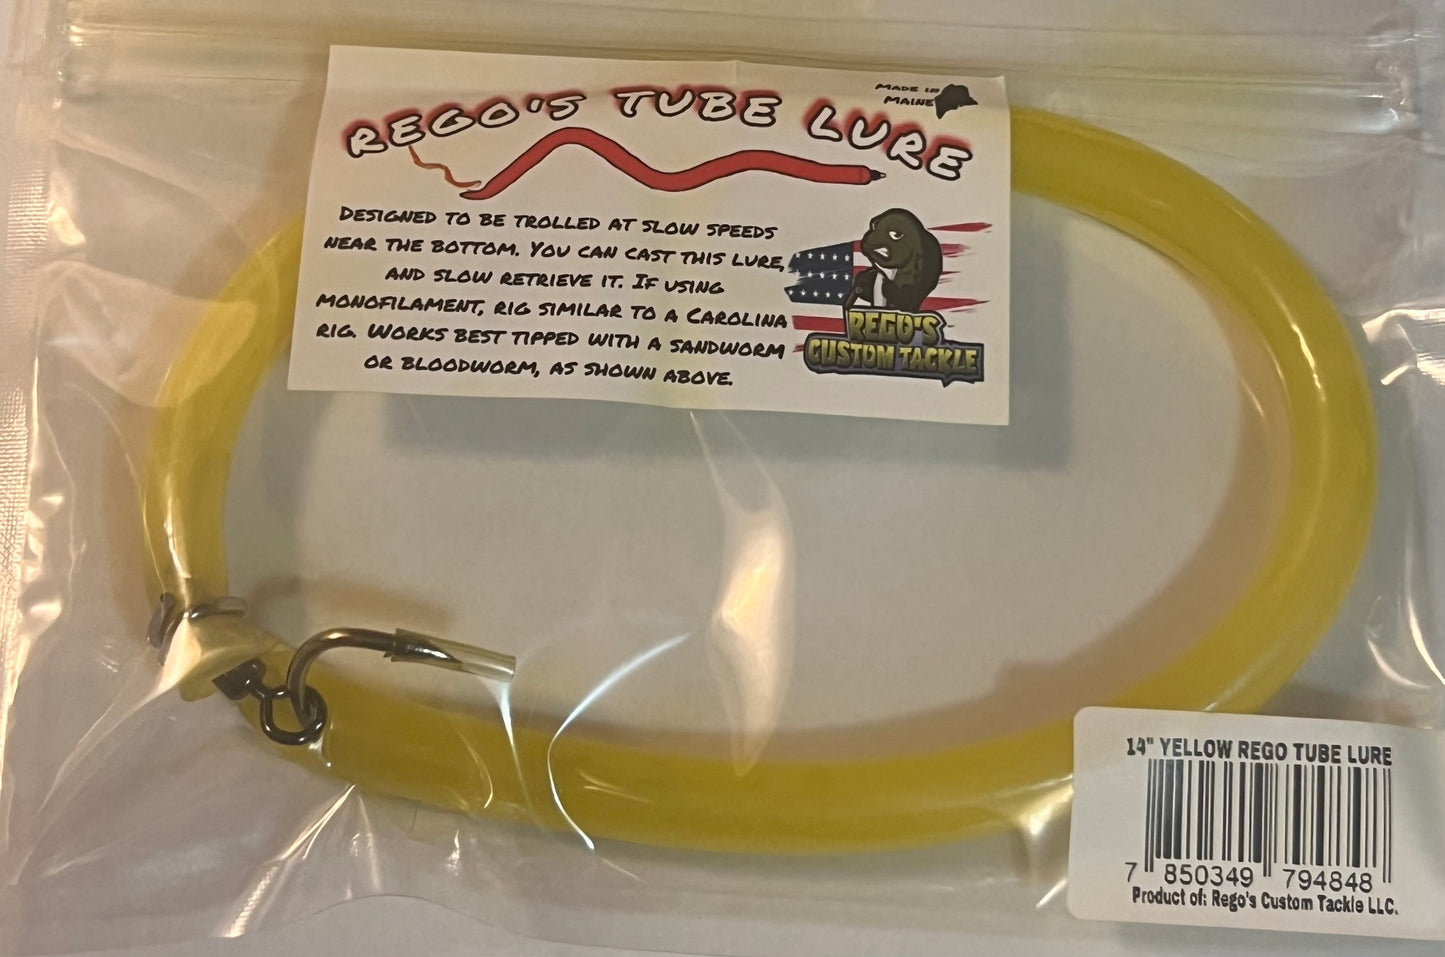 REGO'S TUBE LURE
MADE IN
MAINE
DESIGNED TO BE TROLLED AT SLOW SPEEDS
NEAR THE BOTTOM. YOU CAN CAST THIS LURE,
AND SLOW RETRIEVE IT. IF USING
MONOFILAMENT, RIG SIMILAR TO A CAROLINA
RIG. WORKS BEST TIPPED WITH A SANDWORM
OR BLOODWORM, AS SHOWN ABOVE.
REGO'S
CUSTOM TACKLE
14" YELLOW REGO TUBE LURE
7 850349 794848
Product of: Rego's Custom Tackle LLC.